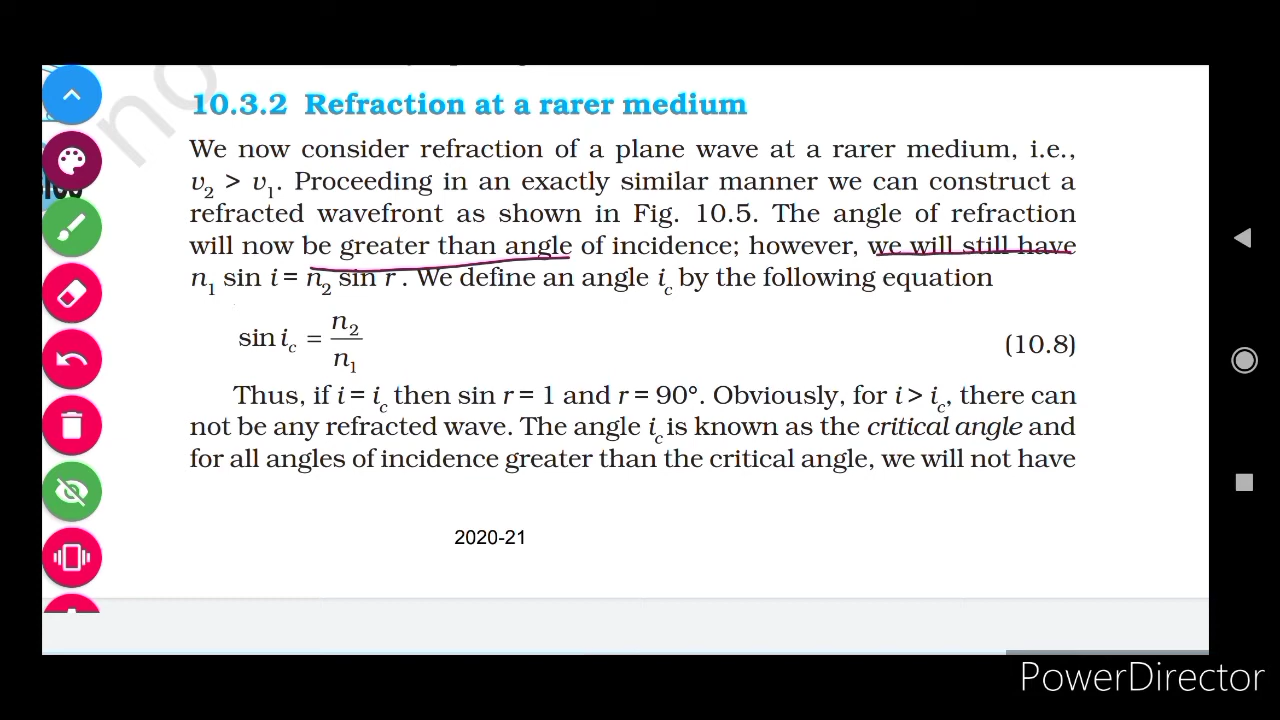 10.3.2 Refraction at a rarer medium
We now consider refraction of a plane wave at a rarer medium, i.e.,
v₂ > v₁. Proceeding in an exactly similar manner we can construct a
refracted wavefront as shown in Fig. 10.5. The angle of refraction
will now be greater than angle of incidence; however, we will still have
n₁ sin i = n₂ sin r . We define an angle i_c by the following equation
sin i_c = n₂/n₁ (10.8)
Thus, if i = i_c then sin r = 1 and r = 90°. Obviously, for i > i_c, there can
not be any refracted wave. The angle i_c is known as the critical angle and
for all angles of incidence greater than the critical angle, we will not have
2020-21
PowerDirector